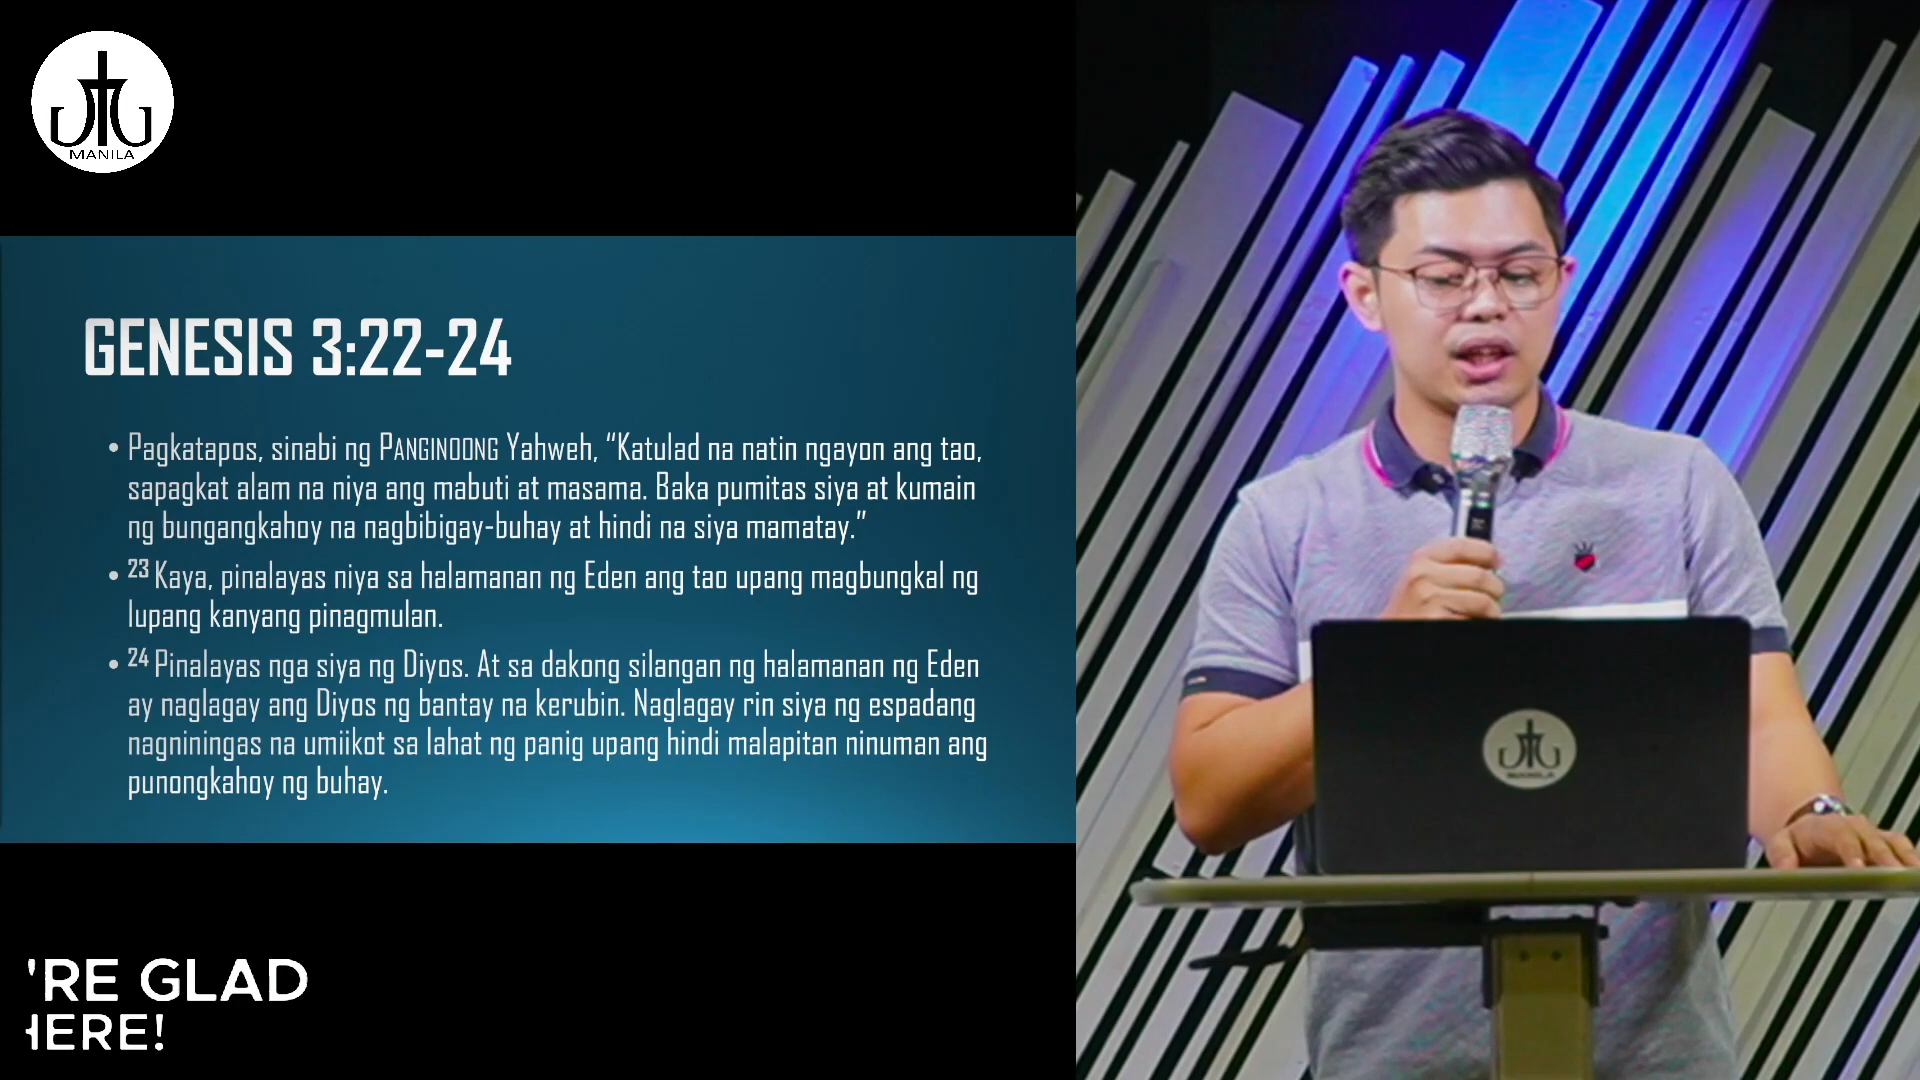 MANILA
GENESIS 3:22-24
• Pagkatapos, sinabi ng PANGINOONG Yahweh, “Katulad na natin ngayon ang tao,
sapagkat alam na niya ang mabuti at masama. Baka pumitas siya at kumain
ng bungangkahoy na nagbibigay-buhay at hindi na siya mamatay.”
• 23 Kaya, pinalayas niya sa halamanan ng Eden ang tao upang magbungkal ng
lupang kanyang pinagmulan.
• 24 Pinalayas nga siya ng Diyos. At sa dakong silangan ng halamanan ng Eden
ay naglagay ang Diyos ng bantay na kerubin. Naglagay rin siya ng espadang
nagniningas na umiikot sa lahat ng panig upang hindi malapitan ninuman ang
punongkahoy ng buhay.
'RE GLAD
HERE!
MANILA